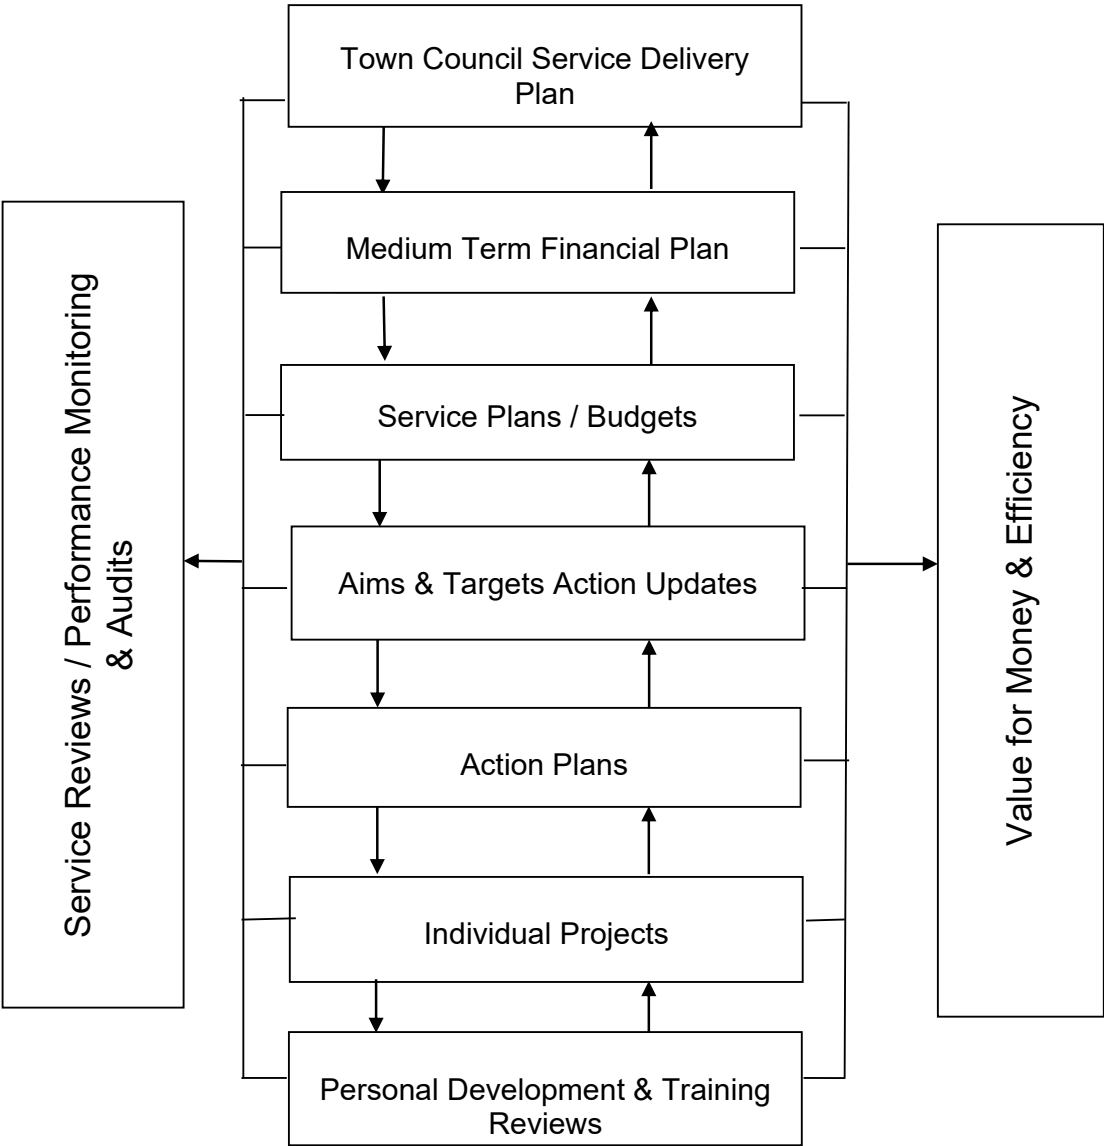 Town Council Service Delivery
Plan
Medium Term Financial Plan
Service Plans / Budgets
Aims & Targets Action Updates
Action Plans
Individual Projects
Personal Development & Training
Reviews
Service Reviews / Performance Monitoring
& Audits
Value for Money & Efficiency